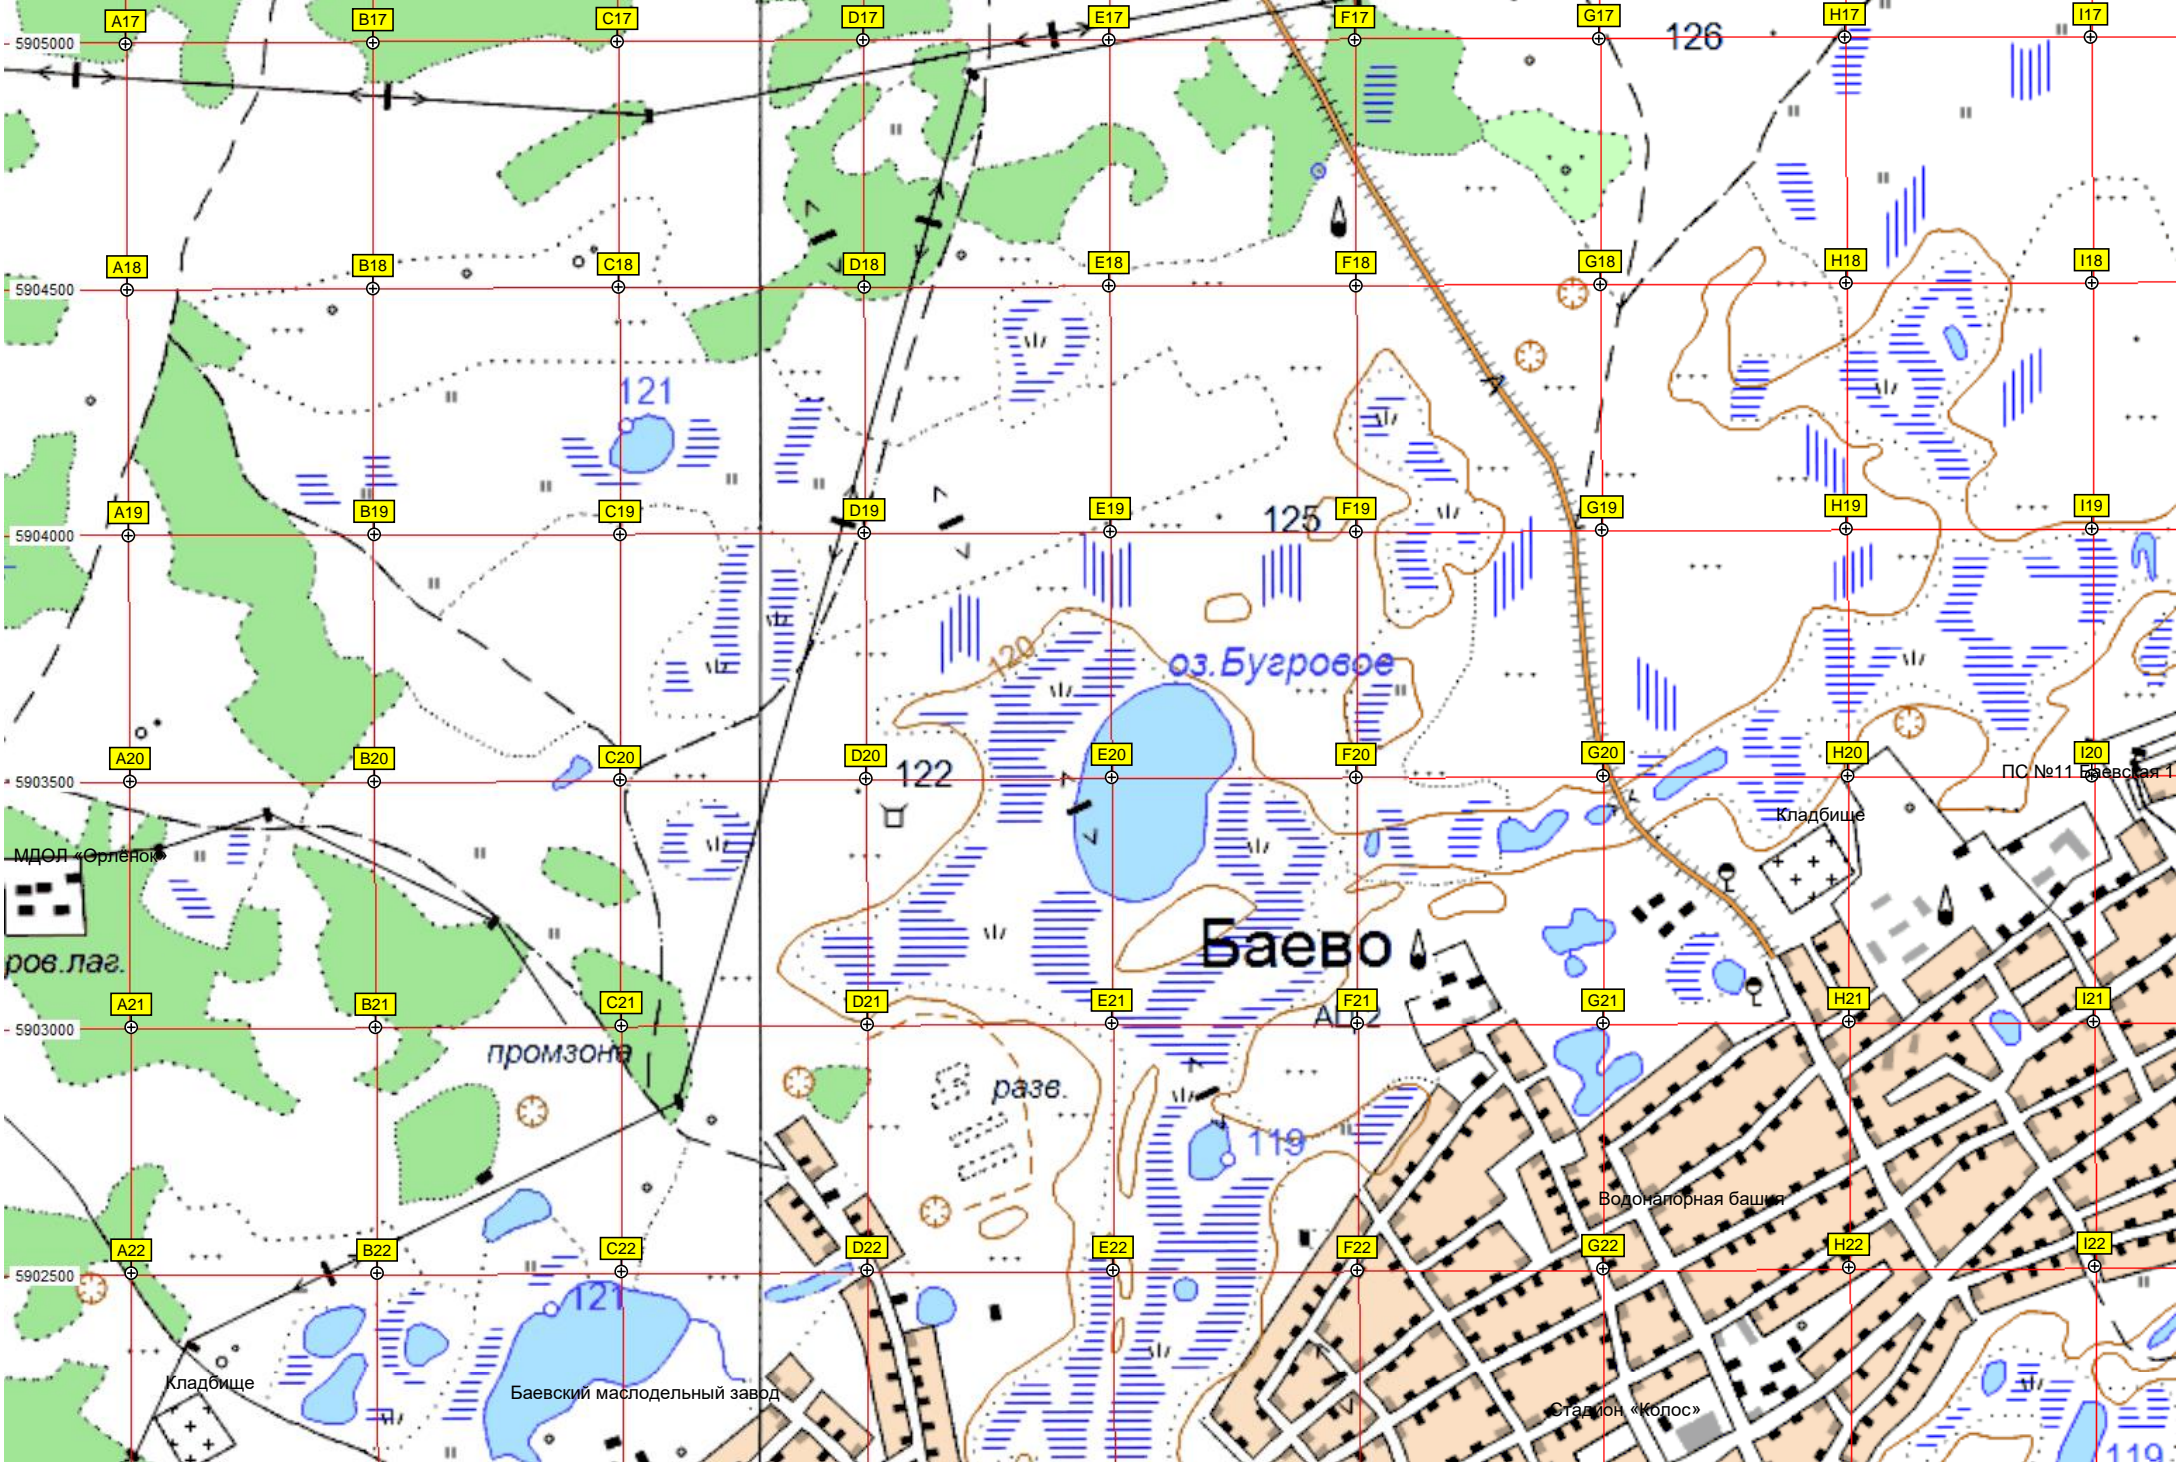 A17 B17 C17 D17 E17 F17 G17 H17 I17
5905000
126
A18 B18 C18 D18 E18 F18 G18 H18 I18
5904500
121
A19 B19 C19 D19 E19 F19 G19 H19 I19
5904000
125
120
оз.Бугровое
A20 B20 C20 D20 E20 F20 G20 H20 I20
5903500
122
ПС №11 Баевская 1
Кладбище
МДОЛ «Орленок»
Баево
ров.лаг.
A21 B21 C21 D21 E21 F21 G21 H21 I21
5903000
промзона
разв.
119
Водонапорная башня
A22 B22 C22 D22 E22 F22 G22 H22 I22
5902500
121
Кладбище
Баевский маслодельный завод
Стадион «Колос»
119